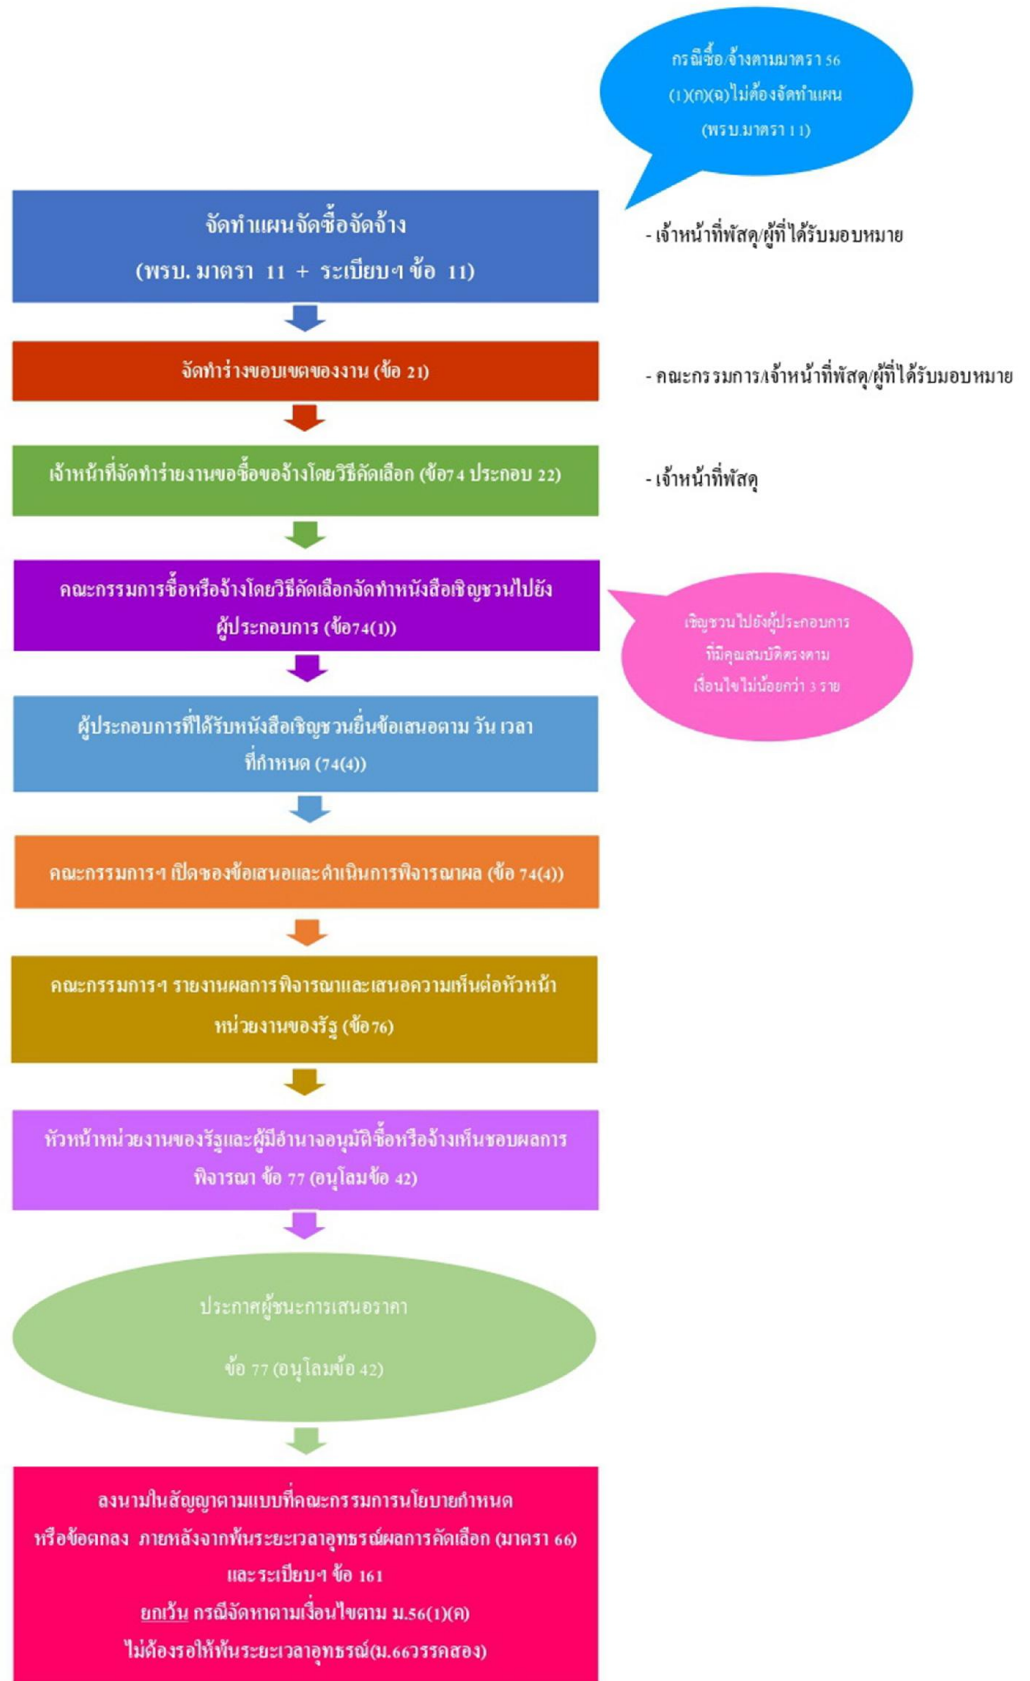 กรณีซื้อ/จ้างตามมาตรา 56
(1)(ก)(ฉ)ไม่ต้องจัดทำแผน
(พรบ.มาตรา 11)
จัดทำแผนจัดซื้อจัดจ้าง
(พรบ. มาตรา 11 + ระเบียบฯ ข้อ 11)
- เจ้าหน้าที่พัสดุ/ผู้ที่ได้รับมอบหมาย
จัดทำร่างขอบเขตของงาน (ข้อ 21)
- คณะกรรมการ/เจ้าหน้าที่พัสดุ/ผู้ที่ได้รับมอบหมาย
เจ้าหน้าที่จัดทำร่ายงานขอซื้อขอจ้างโดยวิธีคัดเลือก (ข้อ74 ประกอบ 22)
- เจ้าหน้าที่พัสดุ
คณะกรรมการซื้อหรือจ้างโดยวิธีคัดเลือกจัดทำหนังสือเชิญชวนไปยัง
ผู้ประกอบการ (ข้อ74(1))
เชิญชวนไปยังผู้ประกอบการ
ที่มีคุณสมบัติตรงตาม
เงื่อนไขไม่น้อยกว่า 3 ราย
ผู้ประกอบการที่ได้รับหนังสือเชิญชวนยื่นข้อเสนอตาม วัน เวลา
ที่กำหนด (74(4))
คณะกรรมการฯ เปิดซองข้อเสนอและดำเนินการพิจารณาผล (ข้อ 74(4))
คณะกรรมการฯ รายงานผลการพิจารณาและเสนอความเห็นต่อหัวหน้า
หน่วยงานของรัฐ (ข้อ76)
หัวหน้าหน่วยงานของรัฐและผู้มีอำนาจอนุมัติซื้อหรือจ้างเห็นชอบผลการ
พิจารณา ข้อ 77 (อนุโลมข้อ 42)
ประกาศผู้ชนะการเสนอราคา
ข้อ 77 (อนุโลมข้อ 42)
ลงนามในสัญญาตามแบบที่คณะกรรมการนโยบายกำหนด
หรือข้อตกลง ภายหลังจากพ้นระยะเวลาอุทธรณ์ผลการคัดเลือก (มาตรา 66)
และระเบียบฯ ข้อ 161
ยกเว้น กรณีจัดหาตามเงื่อนไขตาม ม.56(1)(ค)
ไม่ต้องรอให้พ้นระยะเวลาอุทธรณ์(ม.66วรรคสอง)